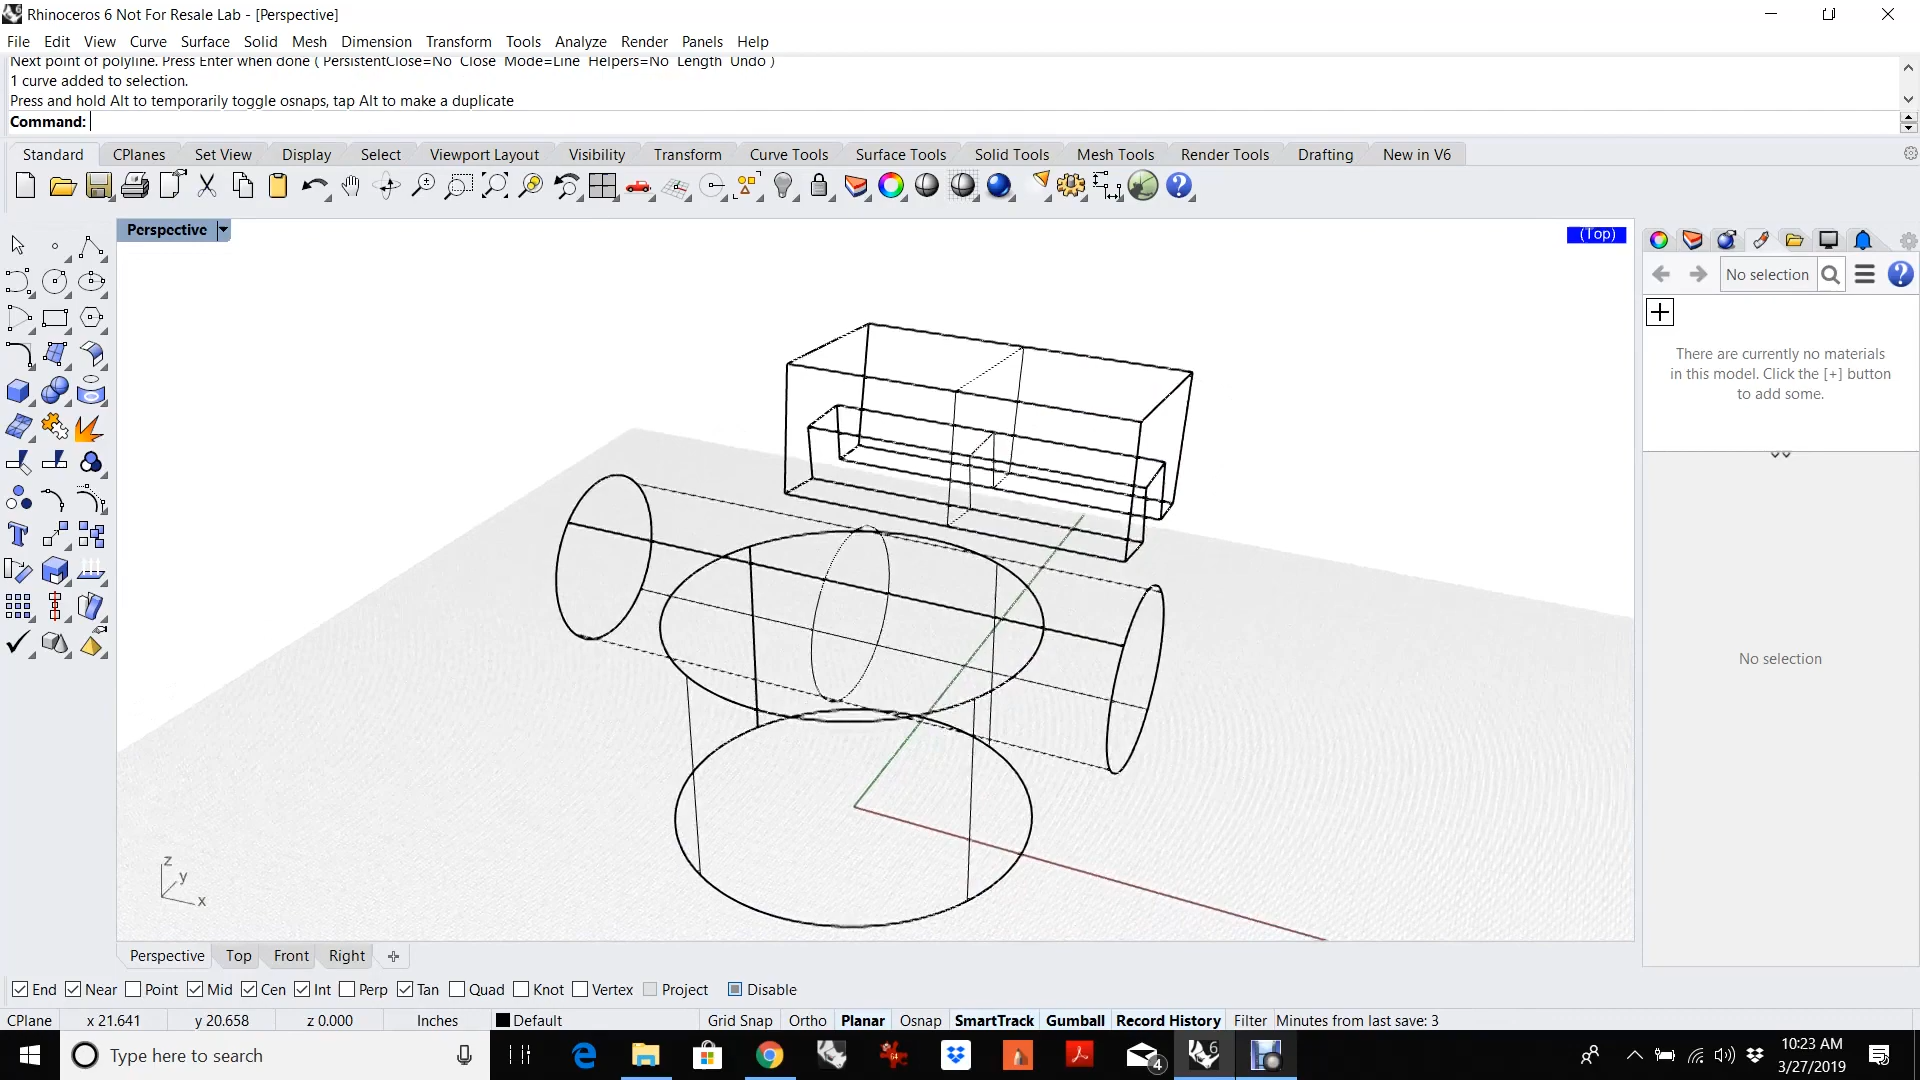 Rhinoceros 6 Not For Resale Lab - [Perspective]
File Edit View Curve Surface Solid Mesh Dimension Transform Tools Analyze Render Panels Help
Next point of polyline. Press Enter when done ( PersistentClose=No Close Mode=Line Helpers=No Length Undo )
1 curve added to selection.
Press and hold Alt to temporarily toggle osnaps, tap Alt to make a duplicate
Command:
Standard CPlanes Set View Display Select Viewport Layout Visibility Transform Curve Tools Surface Tools Solid Tools Mesh Tools Render Tools Drafting New in V6
Perspective
(Top)
No selection
There are currently no materials
in this model. Click the [+] button
to add some.
No selection
z
y
x
Perspective Top Front Right
End Near Point Mid Cen Int Perp Tan Quad Knot Vertex Project Disable
CPlane x 21.641 y 20.658 z 0.000 Inches Default Grid Snap Ortho Planar Osnap SmartTrack Gumball Record History Filter Minutes from last save: 3
Type here to search
64
4
6
10:23 AM
3/27/2019